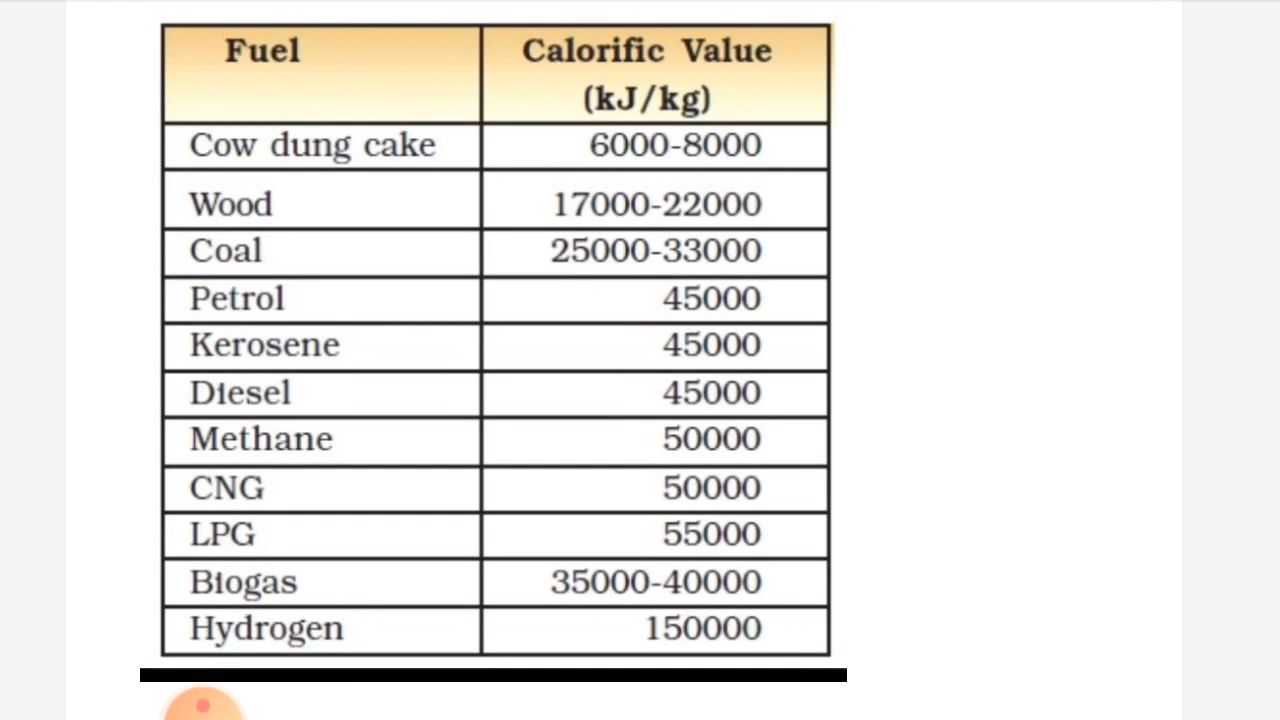 Fuel Calorific Value
(kJ/kg)
Cow dung cake 6000-8000
Wood 17000-22000
Coal 25000-33000
Petrol 45000
Kerosene 45000
Diesel 45000
Methane 50000
CNG 50000
LPG 55000
Biogas 35000-40000
Hydrogen 150000